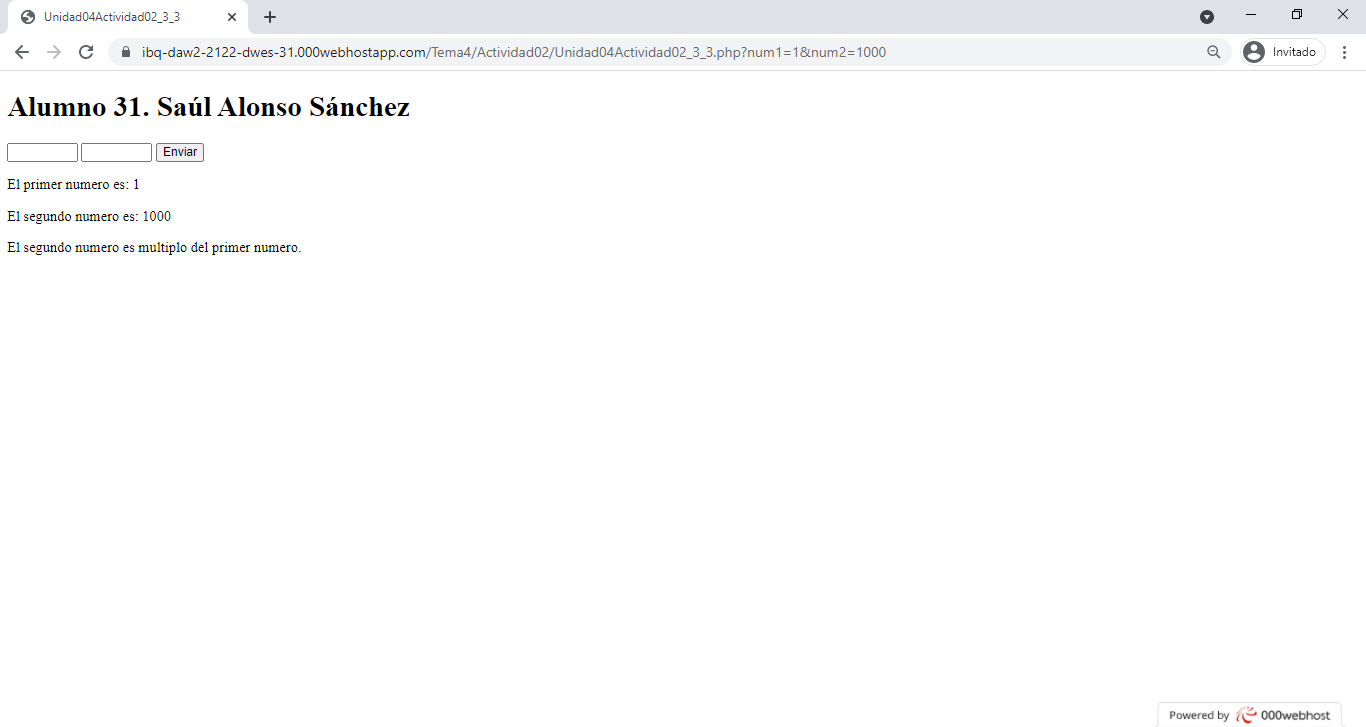 Unidad04Actividad02_3_3
ibq-daw2-2122-dwes-31.000webhostapp.com/Tema4/Actividad02/Unidad04Actividad02_3_3.php?num1=1&num2=1000
Invitado
Alumno 31. Saúl Alonso Sánchez
Enviar
El primer numero es: 1
El segundo numero es: 1000
El segundo numero es multiplo del primer numero.
Powered by 000webhost